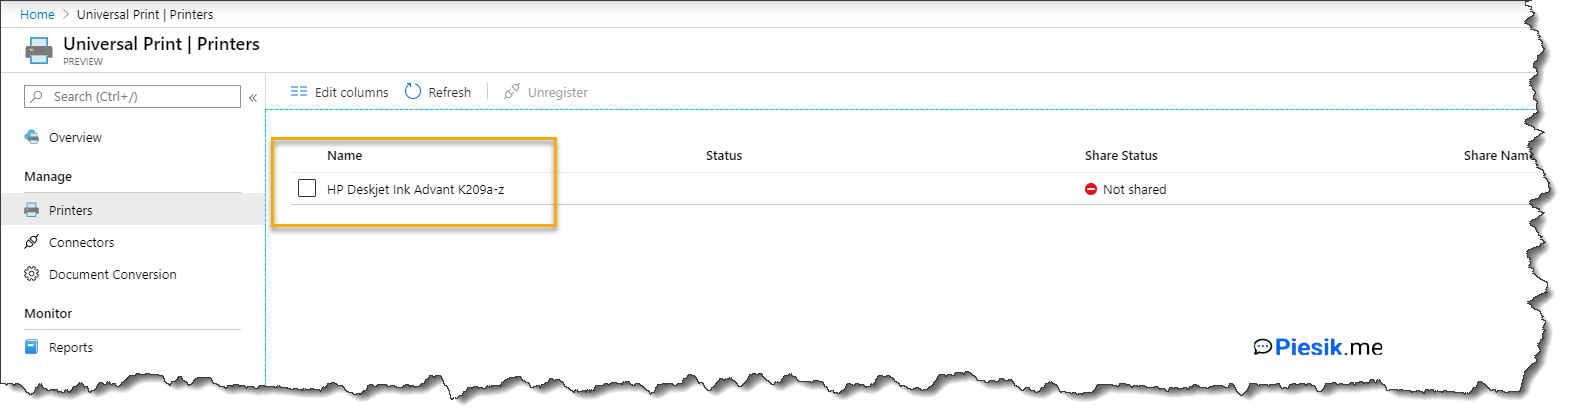 Home > Universal Print | Printers
Universal Print | Printers
PREVIEW
Search (Ctrl+/)
«
Edit columns Refresh Unregister
Overview
Manage
Printers
Connectors
Document Conversion
Monitor
Reports
Name Status Share Status Share Name
HP Deskjet Ink Advant K209a-z Not shared
Piesik.me